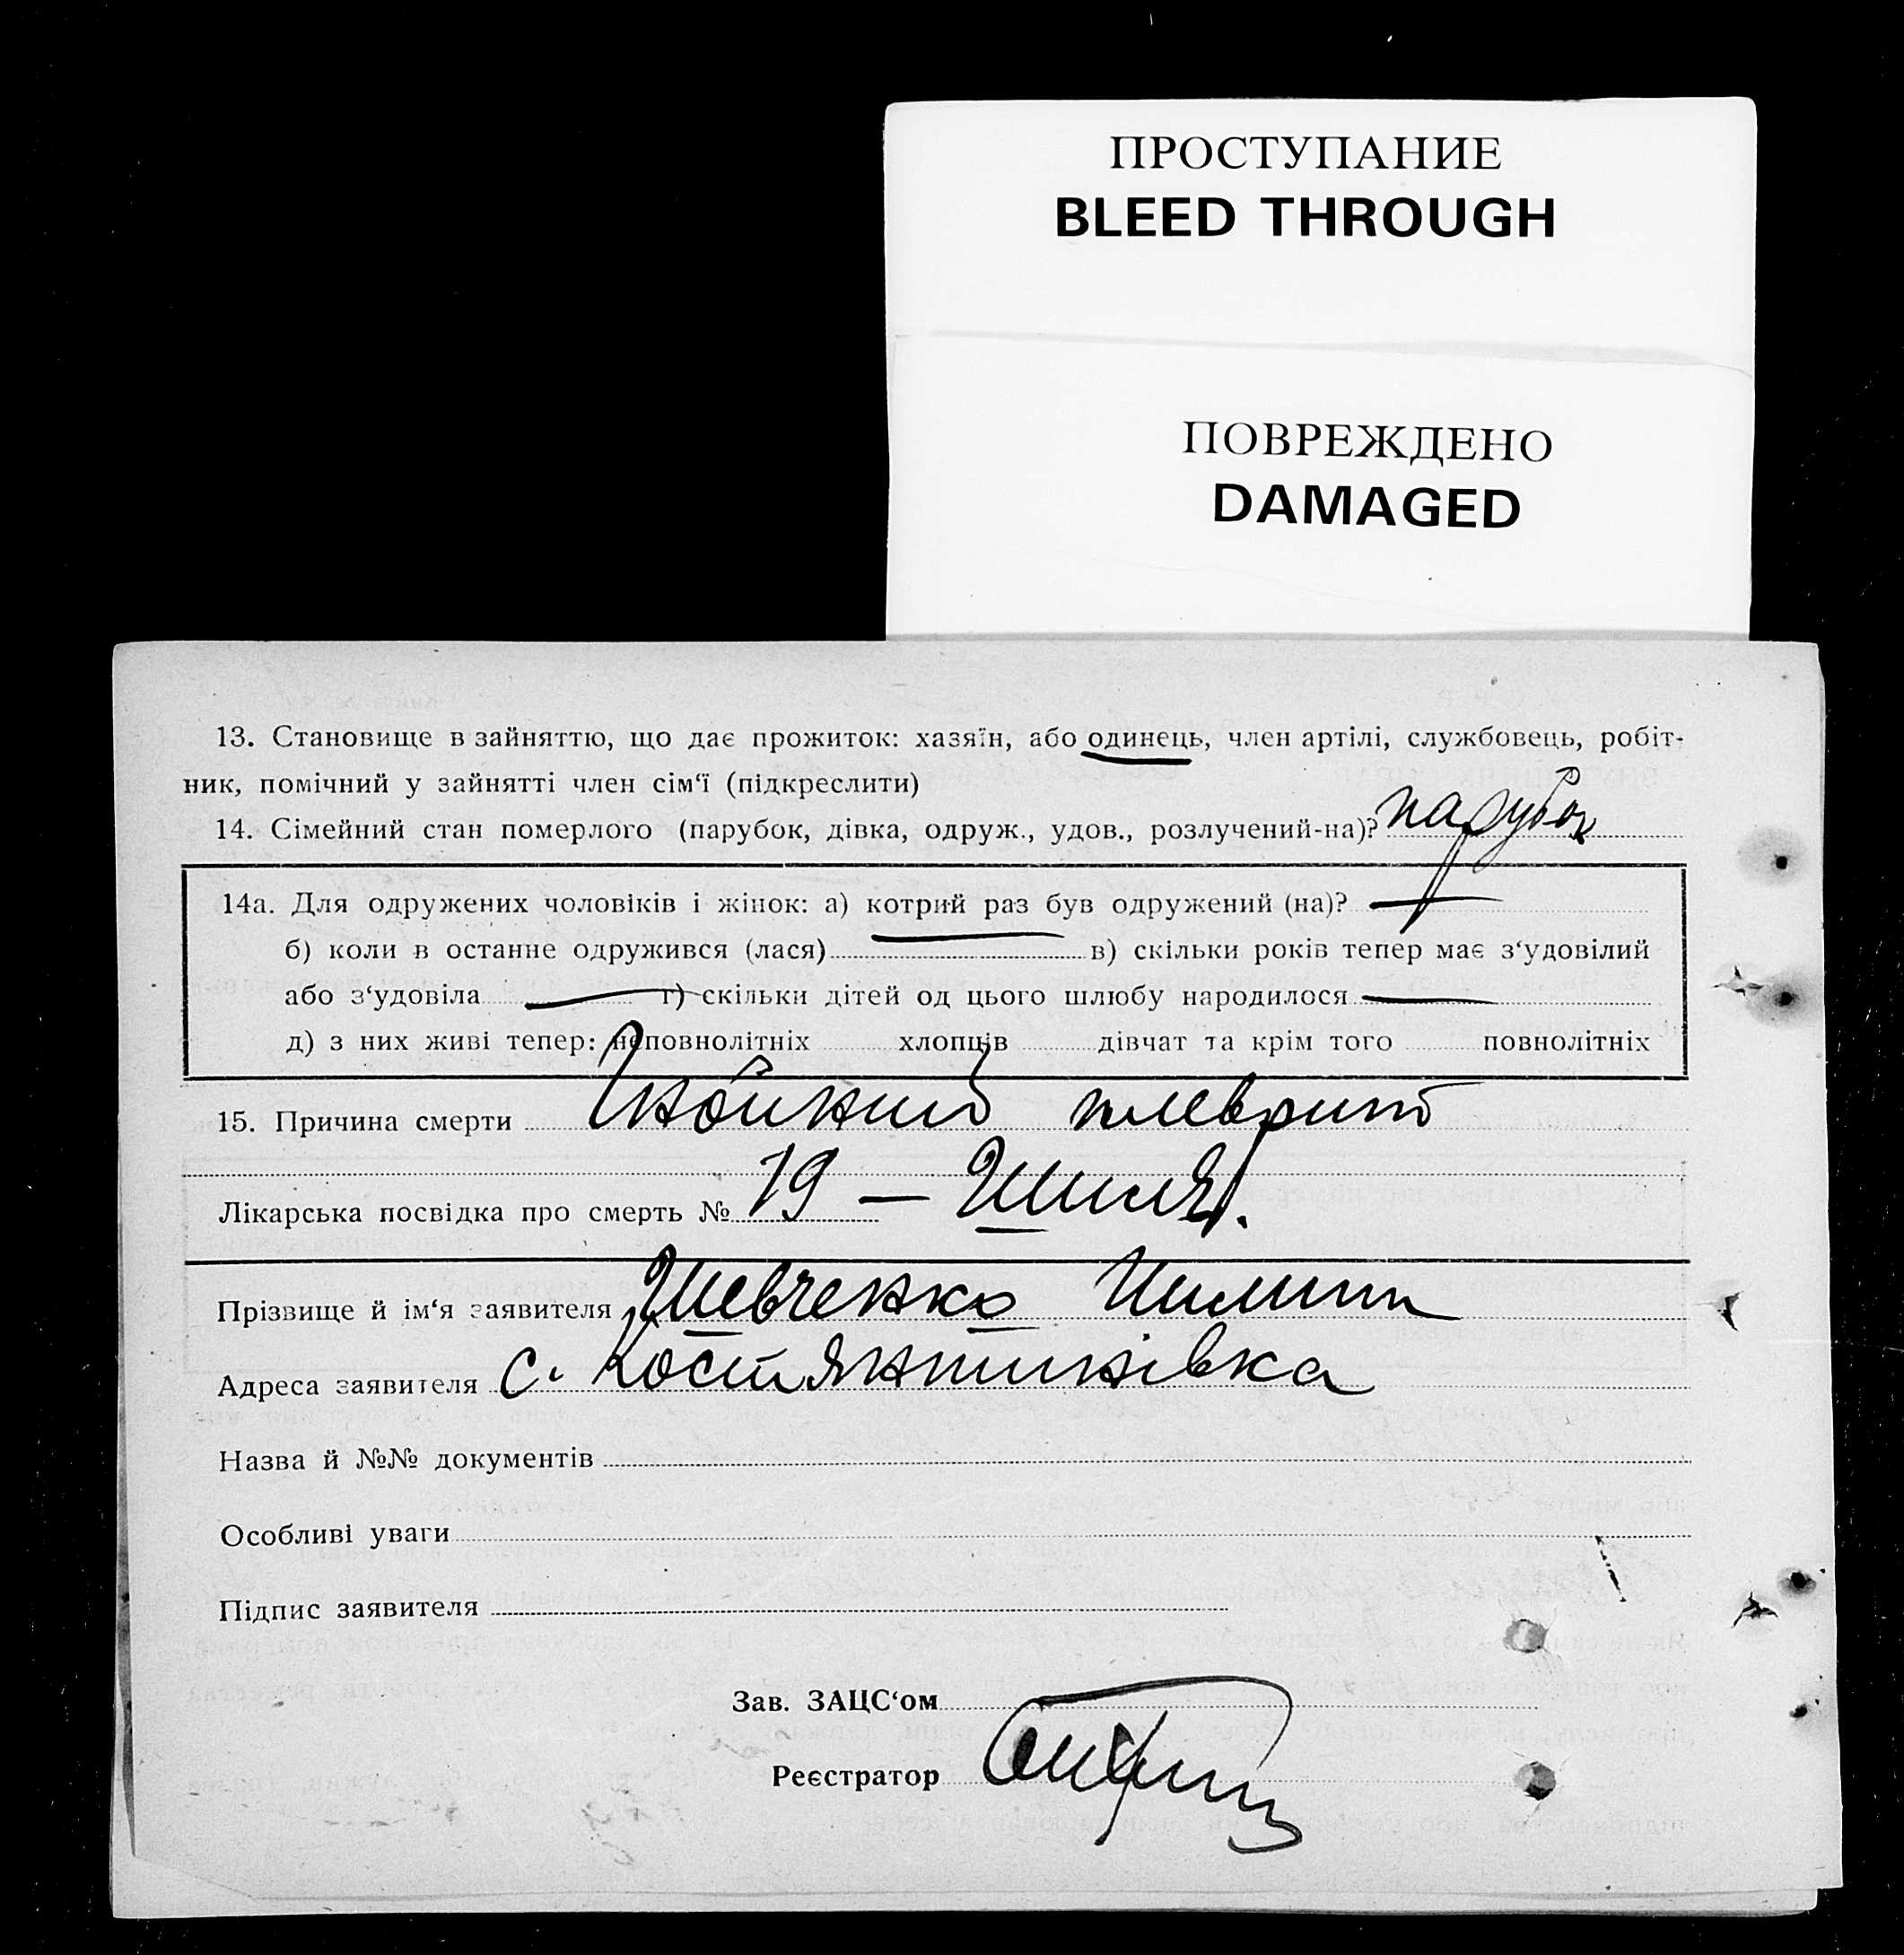 ПРОСТУПАНИЕ
BLEED THROUGH
ПОВРЕЖДЕНО
DAMAGED
13. Становище в зайняттю, що дає прожиток: хазяїн, або одинець, член артілі, службовець, робіт-
ник, помічний у зайнятті член сім'ї (підкреслити)
14. Сімейний стан померлого (парубок, дівка, одруж., удов., розлучений-на)? парубок
14а. Для одружених чоловіків і жінок: а) котрий раз був одружений (на)? —
б) коли в останне одружився (лася) — в) скільки років тепер має з'удовілий
або з'удовіла — г) скільки дітей од цього шлюбу народилося —
д) з них живі тепер: неповнолітніх хлопців дівчат та крім того повнолітніх
15. Причина смерти плеврит
Лікарська посвідка про смерть № 19 —
Прізвище й ім'я заявителя Шевченко
Адреса заявителя с. Костянтинівка
Назва й №№ документів
Особливі уваги
Підпис заявителя
Зав. ЗАЦС'ом
Реєстратор